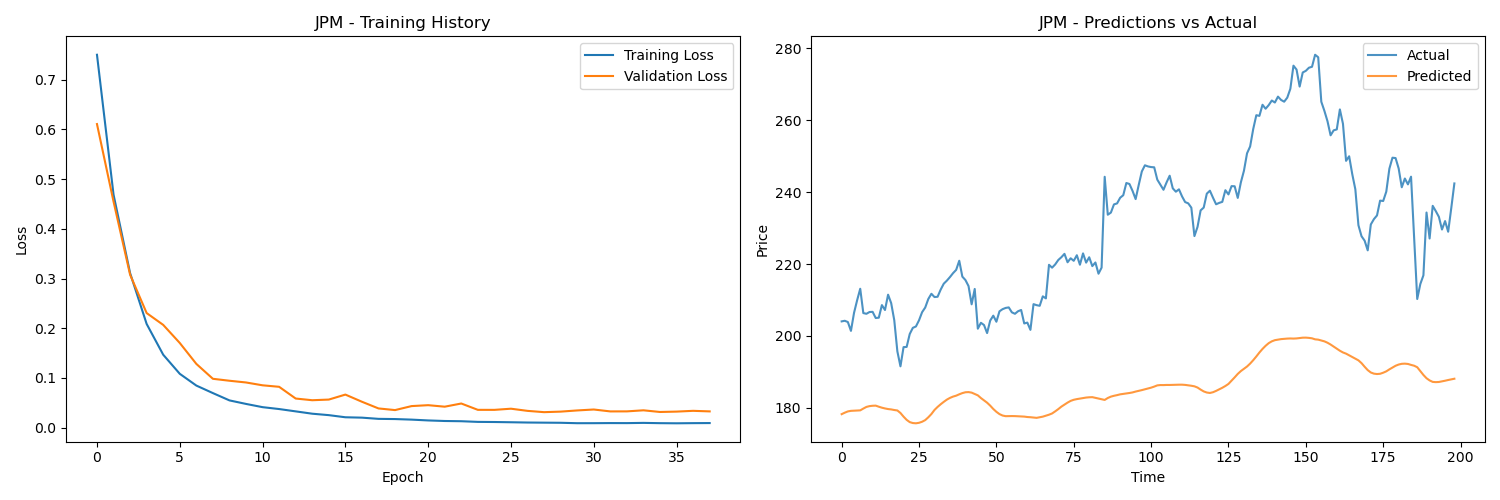 JPM - Training History
Training Loss
Validation Loss
Loss
0.7
0.6
0.5
0.4
0.3
0.2
0.1
0.0
0 5 10 15 20 25 30 35
Epoch
JPM - Predictions vs Actual
Actual
Predicted
Price
280
260
240
220
200
180
0 25 50 75 100 125 150 175 200
Time